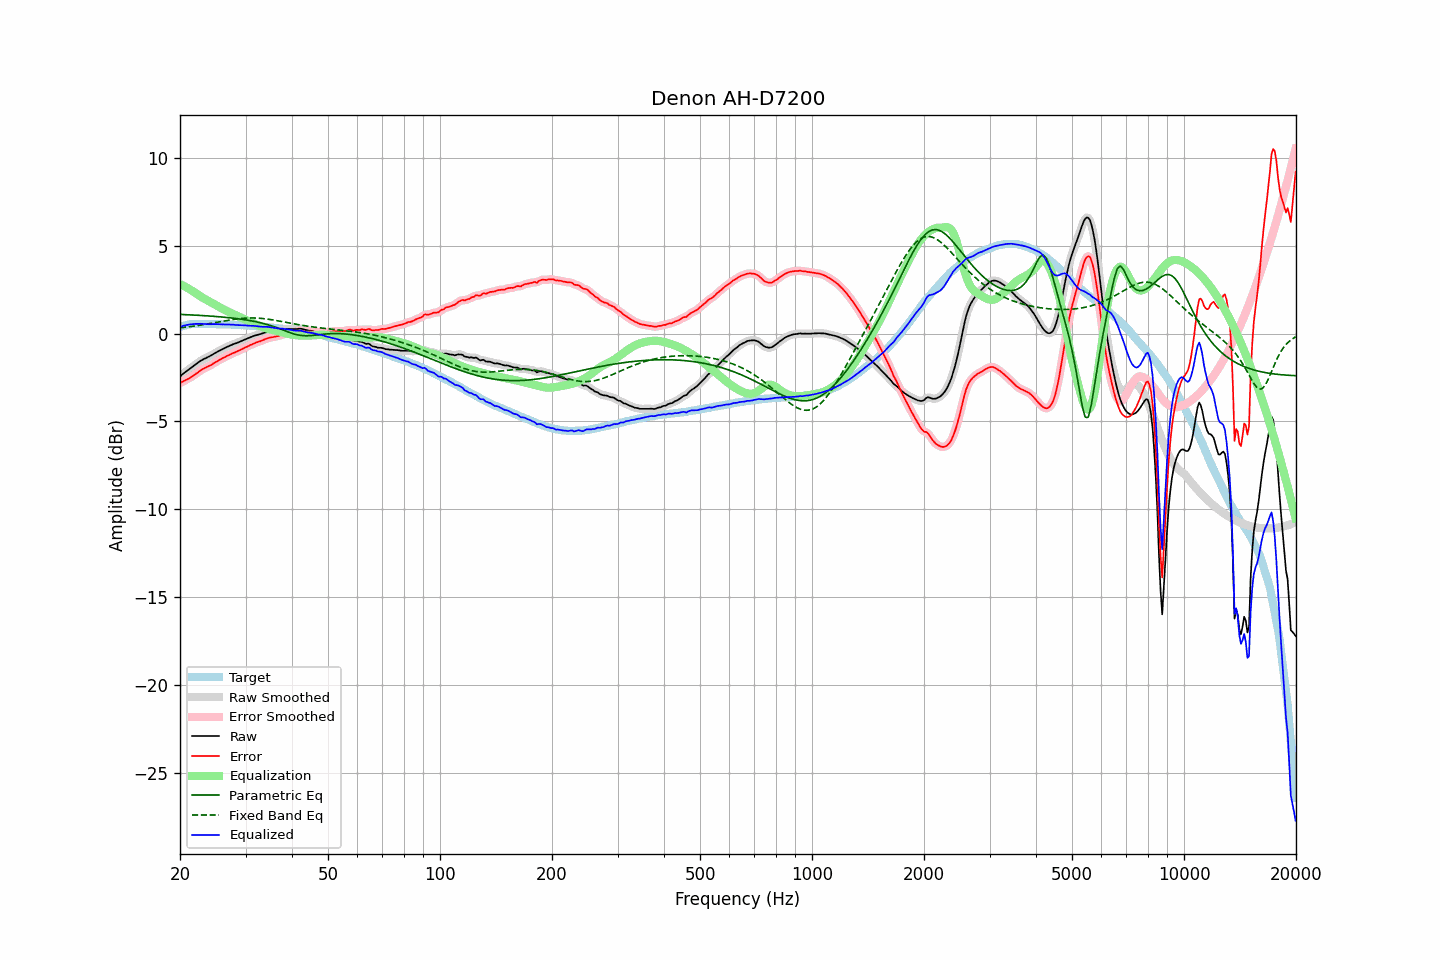 Denon AH-D7200
10
5
0
−5
−10
−15
−20
−25
Amplitude (dBr)
Target
Raw Smoothed
Error Smoothed
Raw
Error
Equalization
Parametric Eq
Fixed Band Eq
Equalized
20 50 100 200 500 1000 2000 5000 10000 20000
Frequency (Hz)